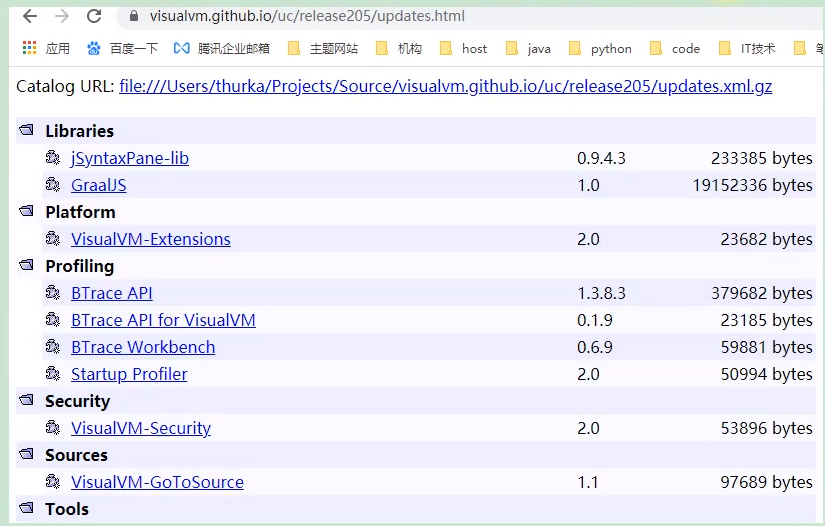 visualvm.github.io/uc/release205/updates.html
应用 百度一下 腾讯企业邮箱 主题网站 机构 host java python code IT技术
Catalog URL: file:///Users/thurka/Projects/Source/visualvm.github.io/uc/release205/updates.xml.gz
Libraries
jSyntaxPane-lib 0.9.4.3 233385 bytes
GraalJS 1.0 19152336 bytes
Platform
VisualVM-Extensions 2.0 23682 bytes
Profiling
BTrace API 1.3.8.3 379682 bytes
BTrace API for VisualVM 0.1.9 23185 bytes
BTrace Workbench 0.6.9 59881 bytes
Startup Profiler 2.0 50994 bytes
Security
VisualVM-Security 2.0 53896 bytes
Sources
VisualVM-GoToSource 1.1 97689 bytes
Tools